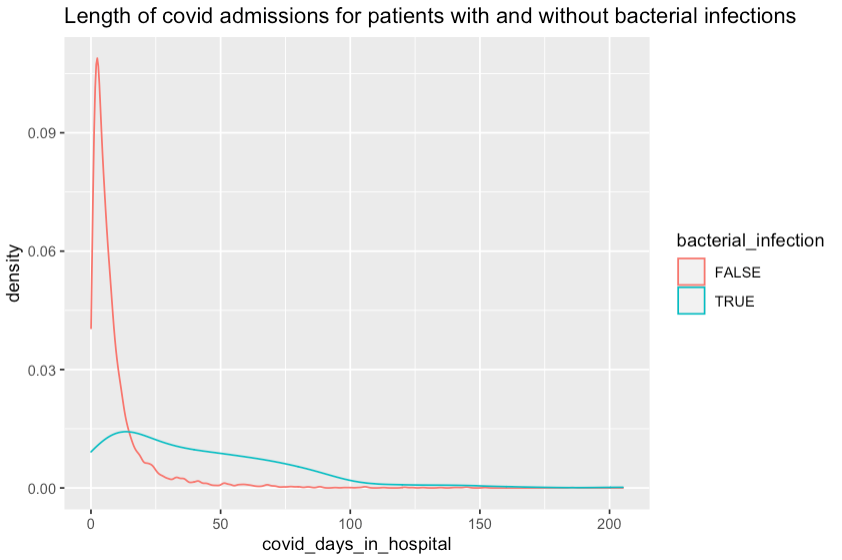 Length of covid admissions for patients with and without bacterial infections
density
0.09
0.06
0.03
0.00
0
50
100
150
200
covid_days_in_hospital
bacterial_infection
FALSE
TRUE